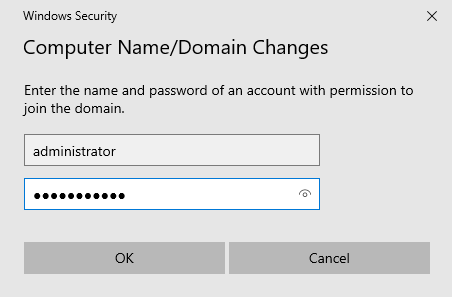 Windows Security
Computer Name/Domain Changes
Enter the name and password of an account with permission to
join the domain.
administrator
●●●●●●●●●●●
OK
Cancel